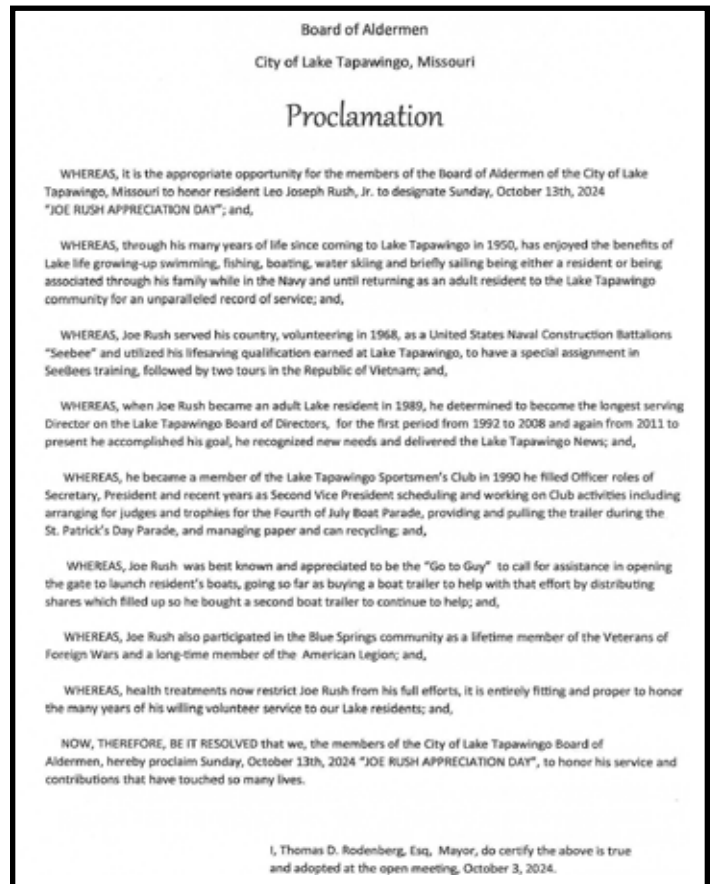 Board of Aldermen
City of Lake Tapawingo, Missouri
Proclamation
WHEREAS, it is the appropriate opportunity for the members of the Board of Aldermen of the City of Lake
Tapawingo, Missouri to honor resident Leo Joseph Rush, Jr. to designate Sunday, October 13th, 2024
"JOE RUSH APPRECIATION DAY"; and,
WHEREAS, through his many years of life since coming to Lake Tapawingo in 1950, has enjoyed the benefits of
Lake life growing-up swimming, fishing, boating, water skiing and briefly sailing being either a resident or being
associated through his family while in the Navy and until returning as an adult resident to the Lake Tapawingo
community for an unparalleled record of service; and,
WHEREAS, Joe Rush served his country, volunteering in 1968, as a United States Naval Construction Battalions
"Seebee" and utilized his lifesaving qualification earned at Lake Tapawingo, to have a special assignment in
SeeBees training, followed by two tours in the Republic of Vietnam; and,
WHEREAS, when Joe Rush became an adult Lake resident in 1989, he determined to become the longest serving
Director on the Lake Tapawingo Board of Directors, for the first period from 1992 to 2008 and again from 2011 to
present he accomplished his goal, he recognized new needs and delivered the Lake Tapawingo News; and,
WHEREAS, he became a member of the Lake Tapawingo Sportsmen's Club in 1990 he filled Officer roles of
Secretary, President and recent years as Second Vice President scheduling and working on Club activities including
arranging for judges and trophies for the Fourth of July Boat Parade, providing and pulling the trailer during the
St. Patrick's Day Parade, and managing paper and can recycling; and,
WHEREAS, Joe Rush was best known and appreciated to be the "Go to Guy" to call for assistance in opening
the gate to launch resident's boats, going so far as buying a boat trailer to help with that effort by distributing
shares which filled up so he bought a second boat trailer to continue to help; and,
WHEREAS, Joe Rush also participated in the Blue Springs community as a lifetime member of the Veterans of
Foreign Wars and a long-time member of the American Legion; and,
WHEREAS, health treatments now restrict Joe Rush from his full efforts, it is entirely fitting and proper to honor
the many years of his willing volunteer service to our Lake residents; and,
NOW, THEREFORE, BE IT RESOLVED that we, the members of the City of Lake Tapawingo Board of
Aldermen, hereby proclaim Sunday, October 13th, 2024 "JOE RUSH APPRECIATION DAY", to honor his service and
contributions that have touched so many lives.
I, Thomas D. Rodenberg, Esq, Mayor, do certify the above is true
and adopted at the open meeting, October 3, 2024.